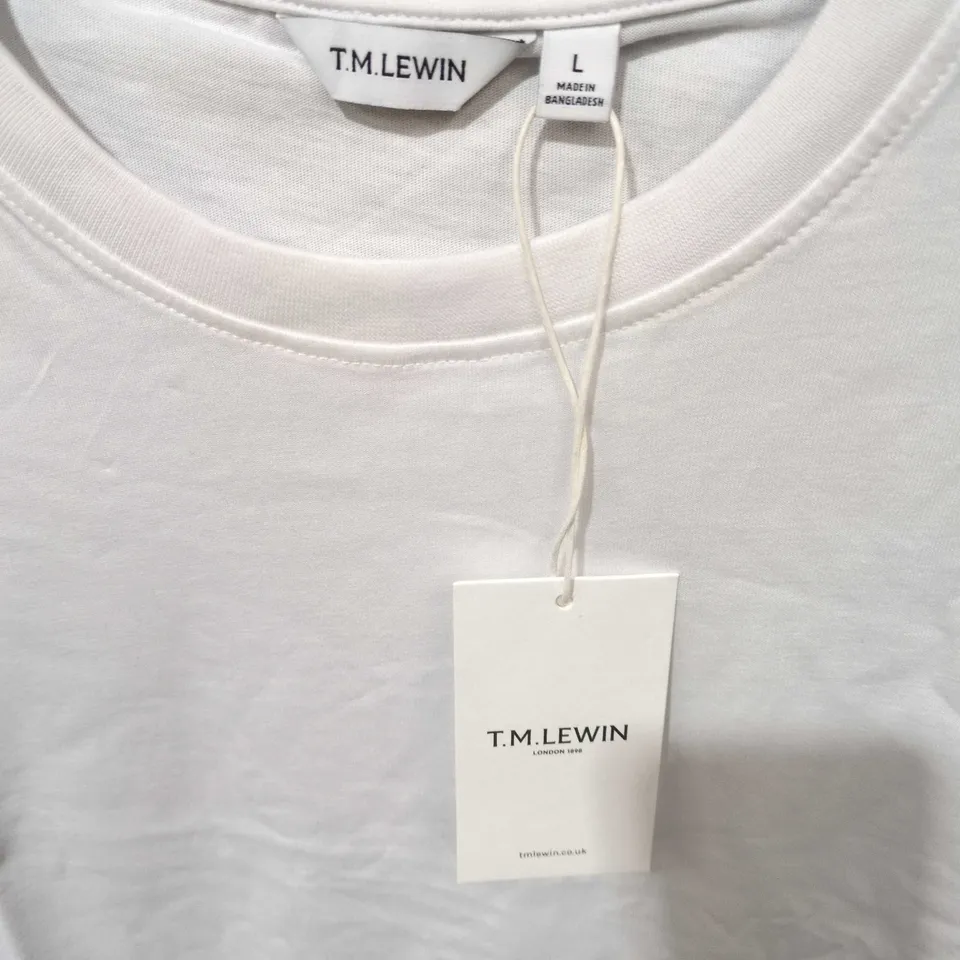 T.M.LEWIN
L
MADE IN
BANGLADESH
T.M.LEWIN
LONDON 1898
tmlewin.co.uk